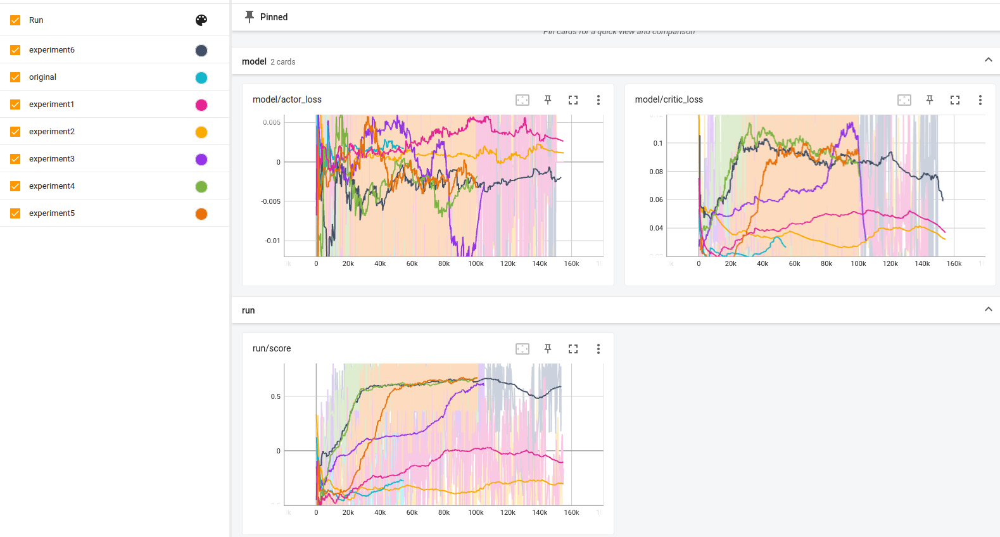 Run
experiment6
original
experiment1
experiment2
experiment3
experiment4
experiment5
Pinned
Pin cards for a quick view and comparison
model 2 cards
model/actor_loss
0.005
0
-0.005
-0.01
0 20k 40k 60k 80k 100k 120k 140k 160k
model/critic_loss
0.12
0.1
0.08
0.06
0.04
0 20k 40k 60k 80k 100k 120k 140k 160k
run
run/score
0.5
0
0 20k 40k 60k 80k 100k 120k 140k 160k